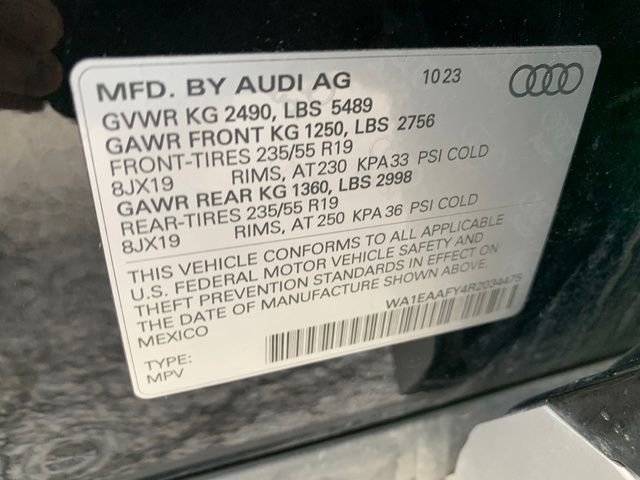 MFD. BY AUDI AG 10 23
GVWR KG 2490, LBS 5489
GAWR FRONT KG 1250, LBS 2756
FRONT-TIRES 235/55 R19
8JX19 RIMS, AT 230 KPA 33 PSI COLD
GAWR REAR KG 1360, LBS 2998
REAR-TIRES 235/55 R19
8JX19 RIMS, AT 250 KPA 36 PSI COLD
THIS VEHICLE CONFORMS TO ALL APPLICABLE
U.S. FEDERAL MOTOR VEHICLE SAFETY AND
THEFT PREVENTION STANDARDS IN EFFECT ON
THE DATE OF MANUFACTURE SHOWN ABOVE.
MEXICO
WA1EAAFY4R2034475
TYPE:
MPV